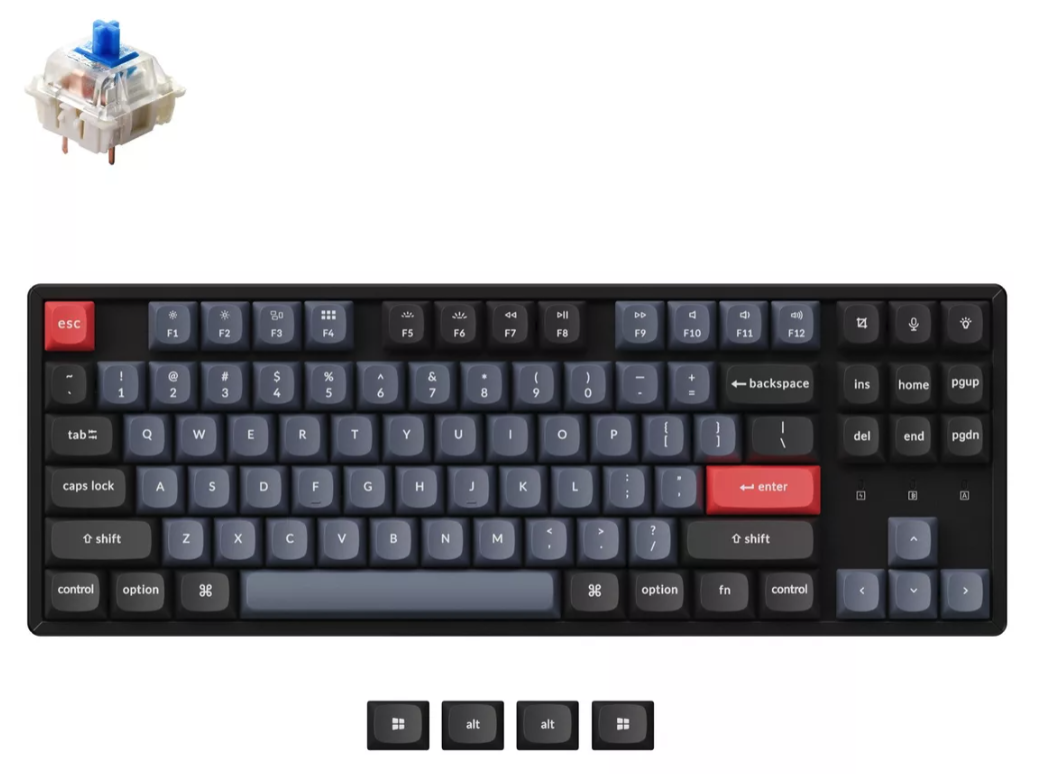 esc F1 F2 F3 F4 F5 F6 F7 F8 F9 F10 F11 F12
~ ! @ # $ % ^ & * ( ) — +
` 1 2 3 4 5 6 7 8 9 0 - = backspace ins home pgup
tab Q W E R T Y U I O P { [ } ] | \ del end pgdn
caps lock A S D F G H J K L : ; " ' enter
shift Z X C V B N M < , > . ? / shift
control option ⌘ ⌘ option fn control
alt alt